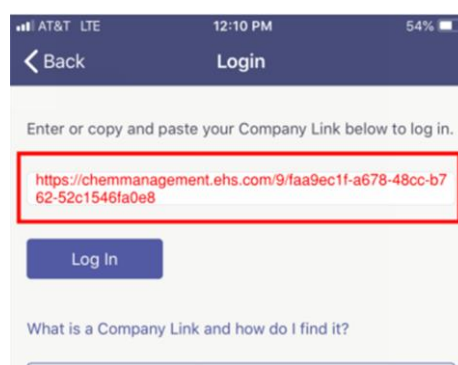 AT&T LTE 12:10 PM 54%
Back Login
Enter or copy and paste your Company Link below to log in.
https://chemmanagement.ehs.com/9/faa9ec1f-a678-48cc-b7
62-52c1546fa0e8
Log In
What is a Company Link and how do I find it?